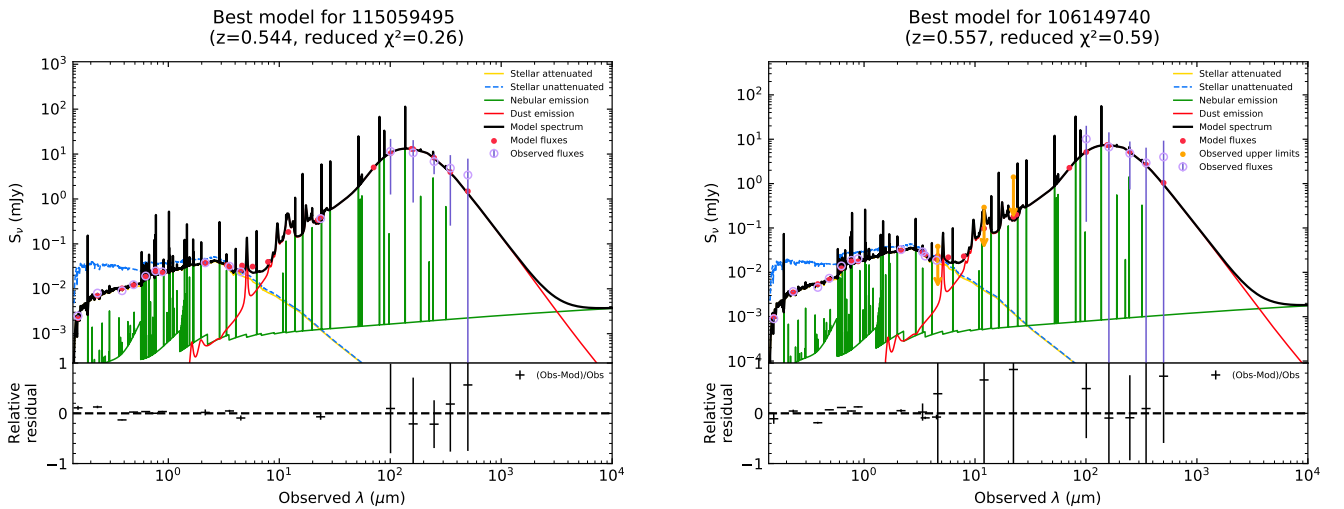 Best model for 115059495
(z=0.544, reduced χ²=0.26)
10³
10²
10¹
10⁰
10⁻¹
10⁻²
10⁻³
Sν (mJy)
Stellar attenuated
Stellar unattenuated
Nebular emission
Dust emission
Model spectrum
Model fluxes
Observed fluxes
1
0
−1
Relative
residual
(Obs-Mod)/Obs
10⁰ 10¹ 10² 10³ 10⁴
Observed λ (μm)
Best model for 106149740
(z=0.557, reduced χ²=0.59)
10²
10¹
10⁰
10⁻¹
10⁻²
10⁻³
10⁻⁴
Sν (mJy)
Stellar attenuated
Stellar unattenuated
Nebular emission
Dust emission
Model spectrum
Model fluxes
Observed upper limits
Observed fluxes
1
0
−1
Relative
residual
(Obs-Mod)/Obs
10⁰ 10¹ 10² 10³ 10⁴
Observed λ (μm)